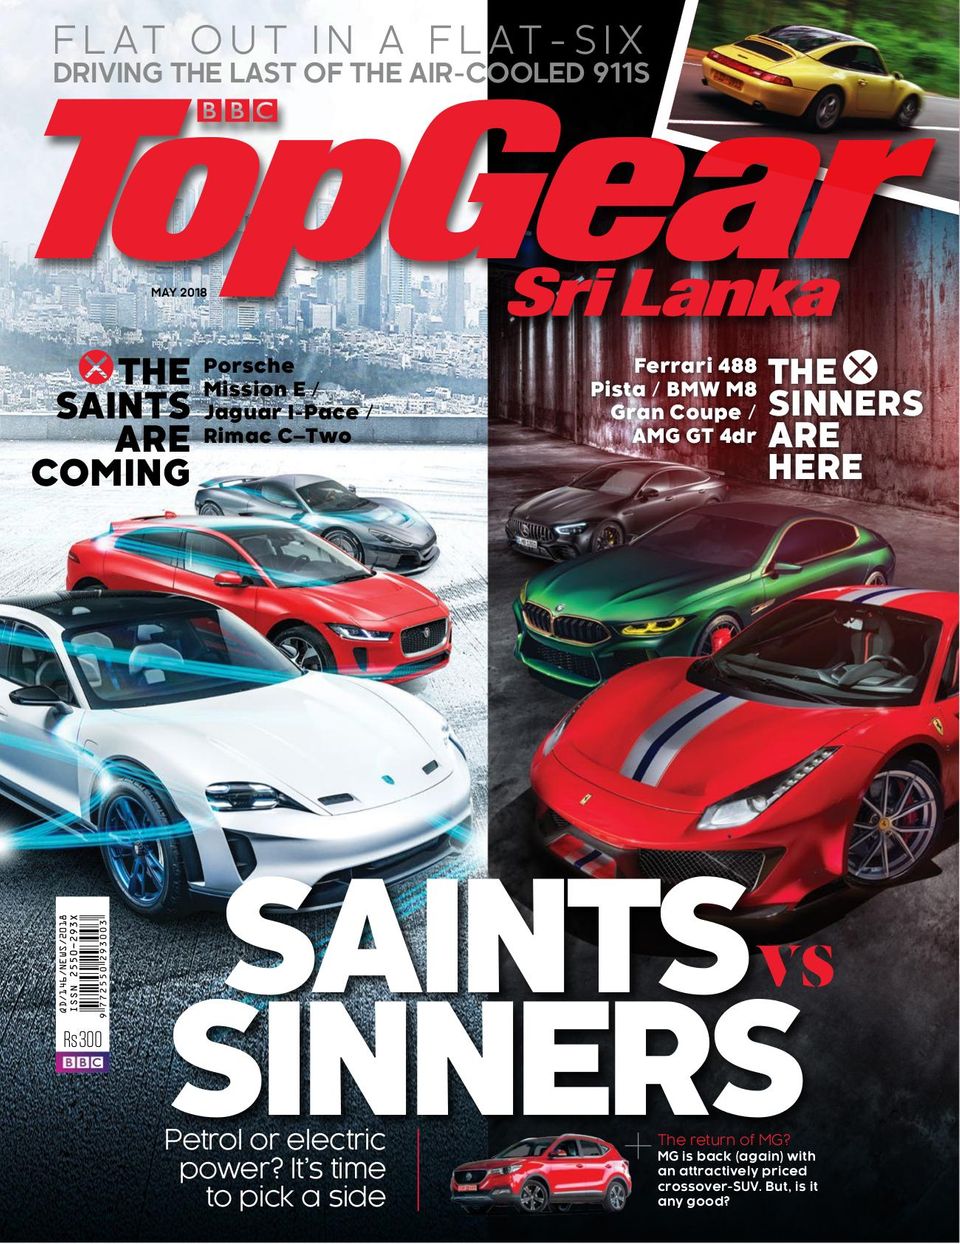 FLAT OUT IN A FLAT-SIX
DRIVING THE LAST OF THE AIR-COOLED 911S
BBC
TopGear
Sri Lanka
MAY 2018
THE
SAINTS
ARE
COMING
Porsche
Mission E /
Jaguar I-Pace /
Rimac C-Two
Ferrari 488
Pista / BMW M8
Gran Coupe /
AMG GT 4dr
THE
SINNERS
ARE
HERE
SAINTS
vs
SINNERS
QD/146/NEWS/2018
ISSN 2550-293X
9 772550 293003
Rs300
BBC
Petrol or electric
power? It's time
to pick a side
The return of MG?
MG is back (again) with
an attractively priced
crossover-SUV. But, is it
any good?